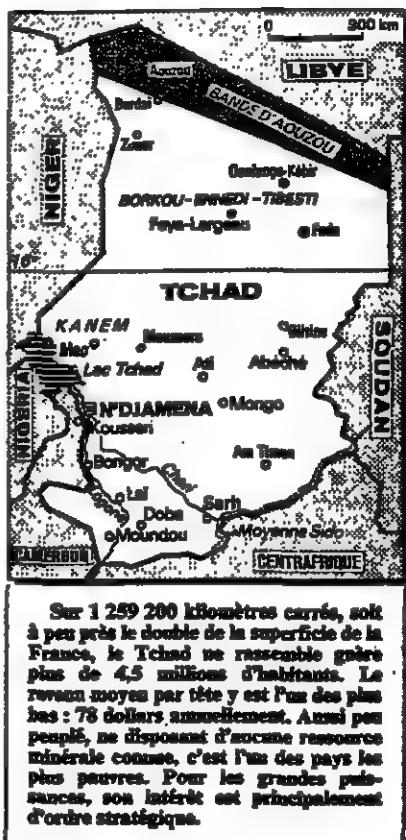 0 300 km
Aouzou
LIBYE
BANDE D'AOUZOU
Bardaï
Zouar
NIGER
Ounianga-Kébir
BORKOU-ENNEDI-TIBESTI
Faya-Largeau
Fada
TCHAD
KANEM
Moussoro
Mao
Biltine
Lac Tchad
Ati
Abéché
SOUDAN
NIGERIA
N'DJAMENA
Mongo
Kousseri
Am Timan
Bongor
Chari
Laï
Sarh
Doba
Moyenne Sido
Moundou
CAMEROUN
CENTRAFRIQUE
Sur 1 259 200 kilomètres carrés, soit
à peu près le double de la superficie de la
France, le Tchad ne rassemble guère
plus de 4,5 millions d'habitants. Le
revenu moyen par tête y est l'un des plus
bas : 78 dollars annuellement. Aussi peu
peuplé, ne disposant d'aucune ressource
minérale connue, c'est l'un des pays les
plus pauvres. Pour les grandes puis-
sances, son intérêt est principalement
d'ordre stratégique.